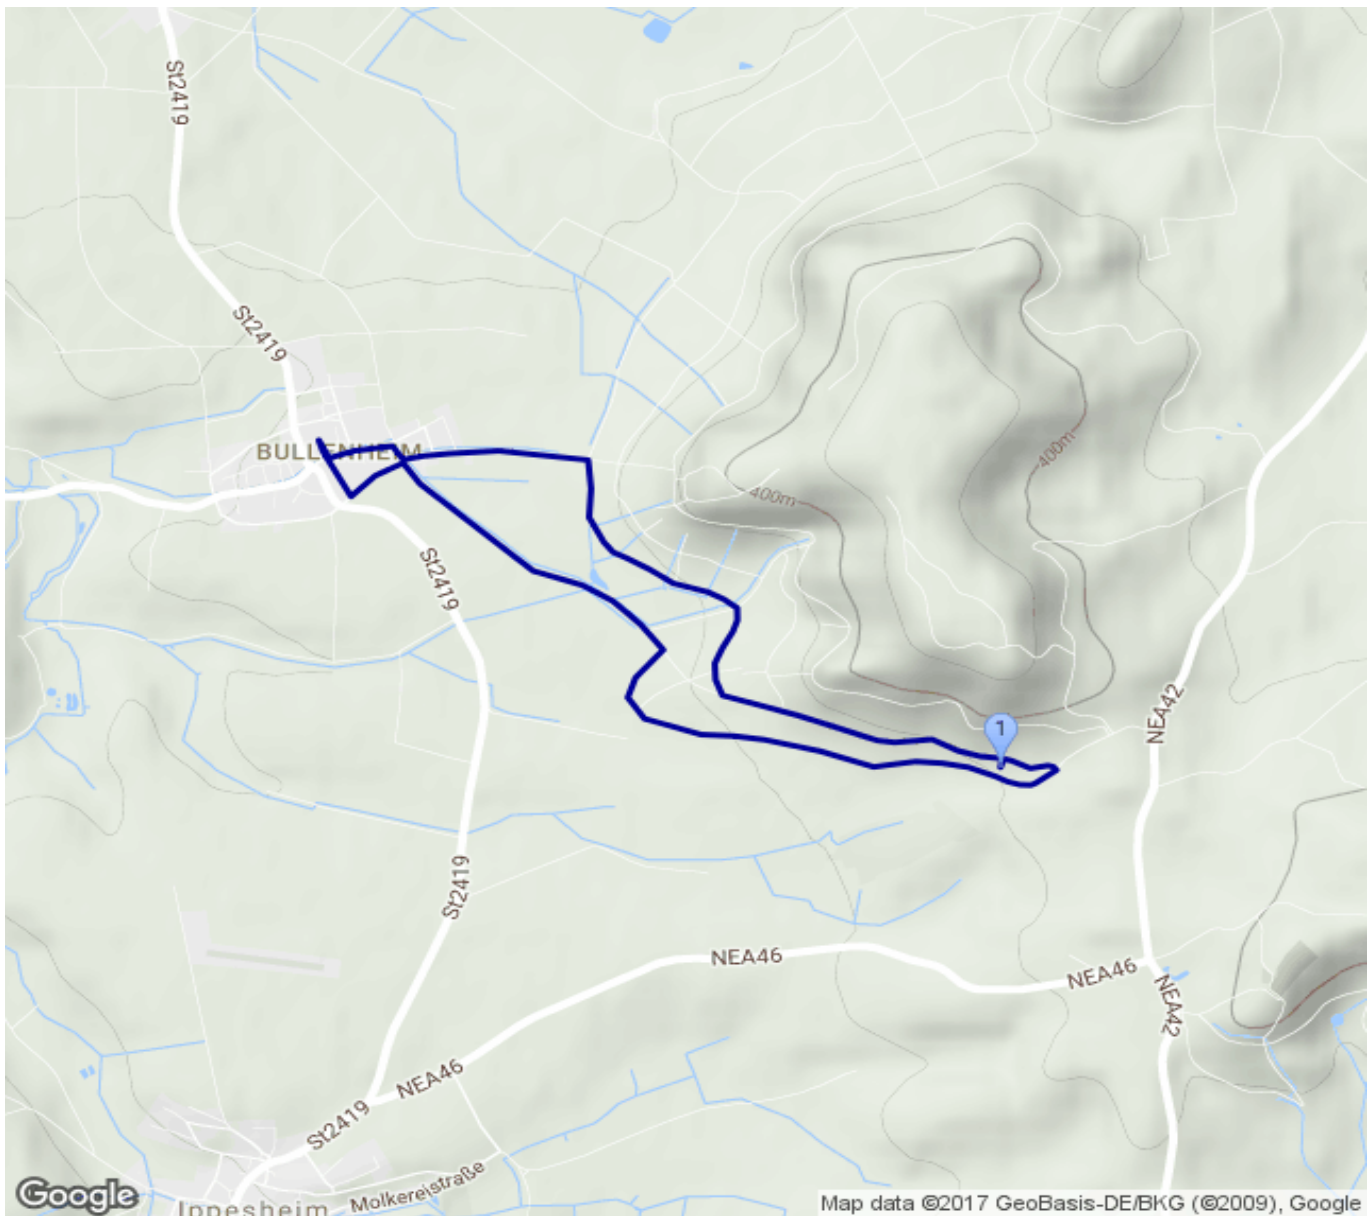 St2419
St2419
BULLENHEIM
400m
400m
St2419
NEA42
1
St2419
NEA46
NEA46
NEA42
NEA46
St2419
Molkereistraße
Ippesheim
Google
Map data ©2017 GeoBasis-DE/BKG (©2009), Google